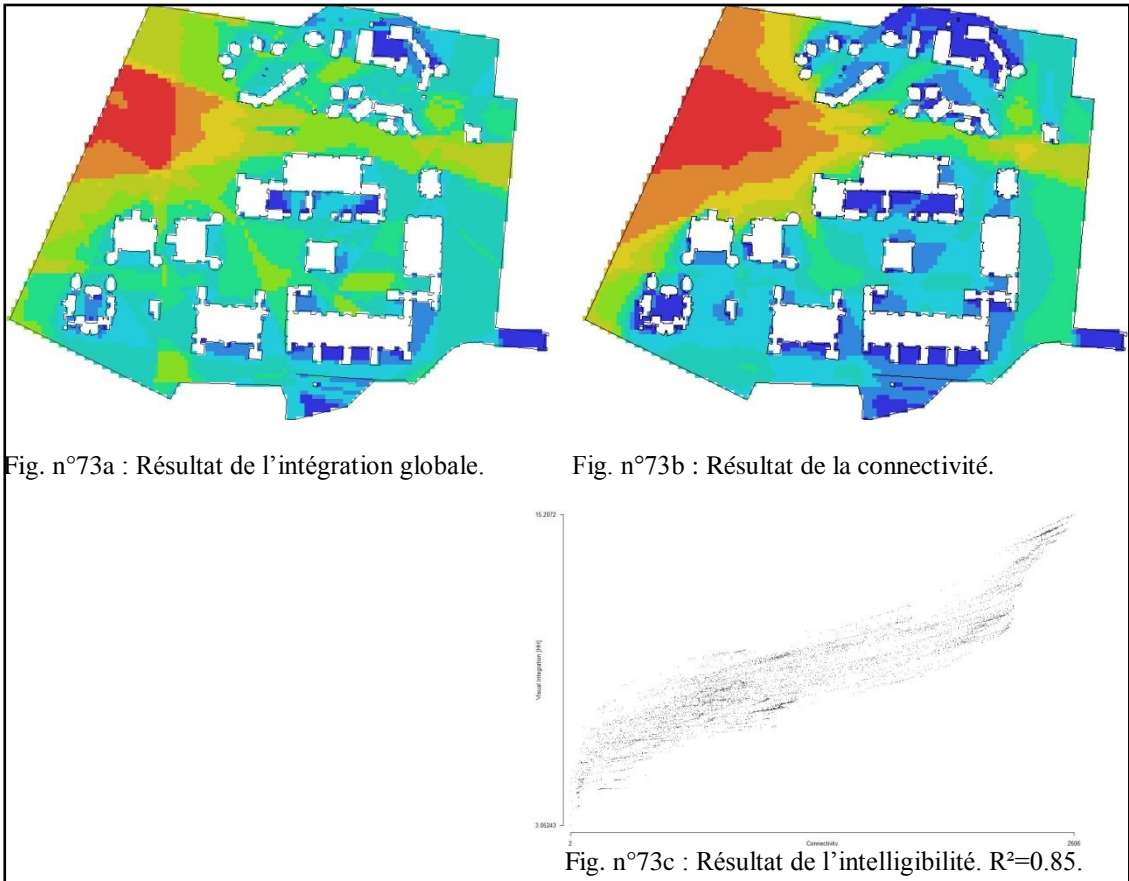 Fig. n°73a : Résultat de l’intégration globale.
Fig. n°73b : Résultat de la connectivité.
15.2872
Visual Integration [HH]
3.05243
2
Connectivity
2606
Fig. n°73c : Résultat de l’intelligibilité. R²=0.85.